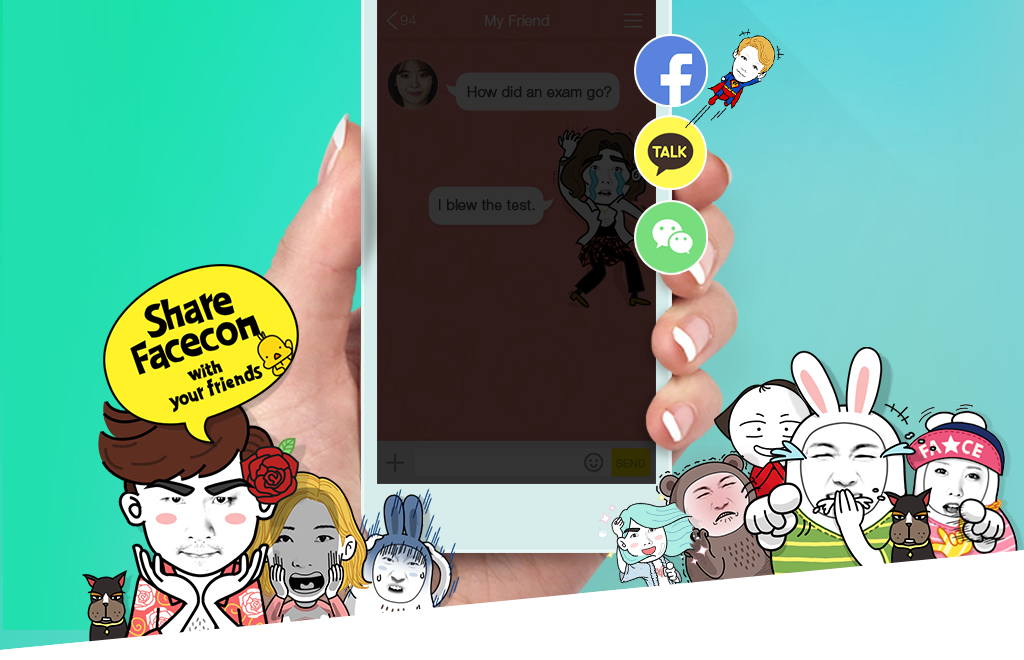 94
My Friend
How did an exam go?
TALK
I blew the test.
Share
Facecon
with
your friends
FA★CE
SEND